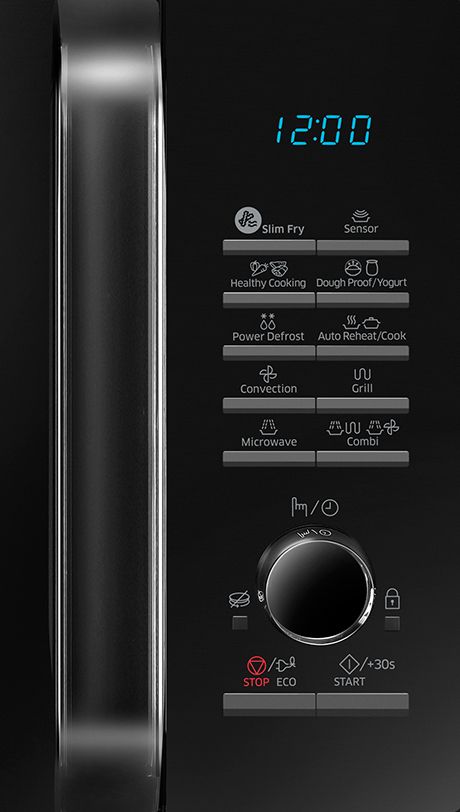 12:00
Slim Fry Sensor
Healthy Cooking Dough Proof/Yogurt
Power Defrost Auto Reheat/Cook
Convection Grill
Microwave Combi
/
/ /+30s
STOP ECO START